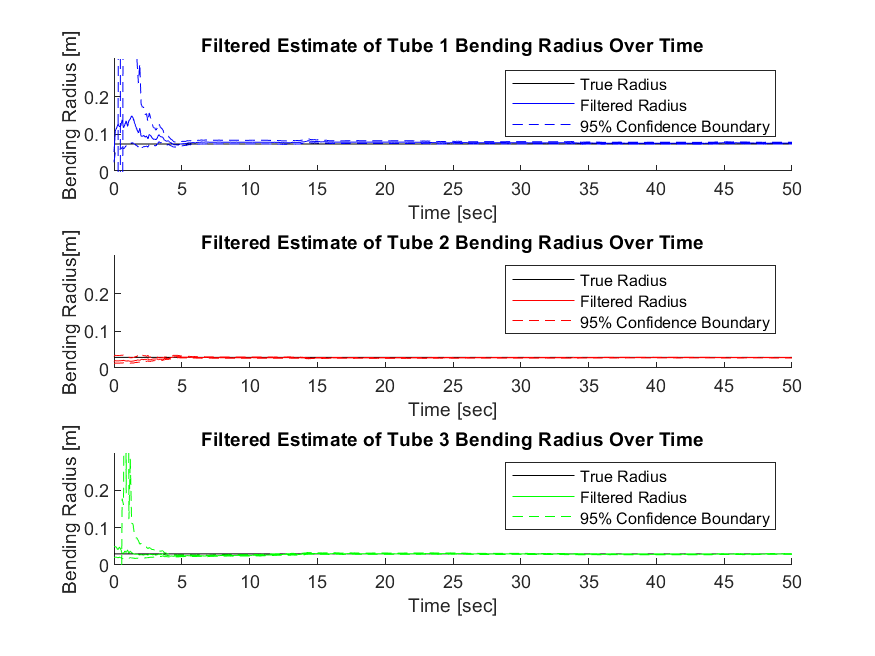 Filtered Estimate of Tube 1 Bending Radius Over Time
Bending Radius [m]
0.2
0.1
0
True Radius
Filtered Radius
95% Confidence Boundary
0 5 10 15 20 25 30 35 40 45 50
Time [sec]
Filtered Estimate of Tube 2 Bending Radius Over Time
Bending Radius[m]
0.2
0.1
0
True Radius
Filtered Radius
95% Confidence Boundary
0 5 10 15 20 25 30 35 40 45 50
Time [sec]
Filtered Estimate of Tube 3 Bending Radius Over Time
Bending Radius [m]
0.2
0.1
0
True Radius
Filtered Radius
95% Confidence Boundary
0 5 10 15 20 25 30 35 40 45 50
Time [sec]